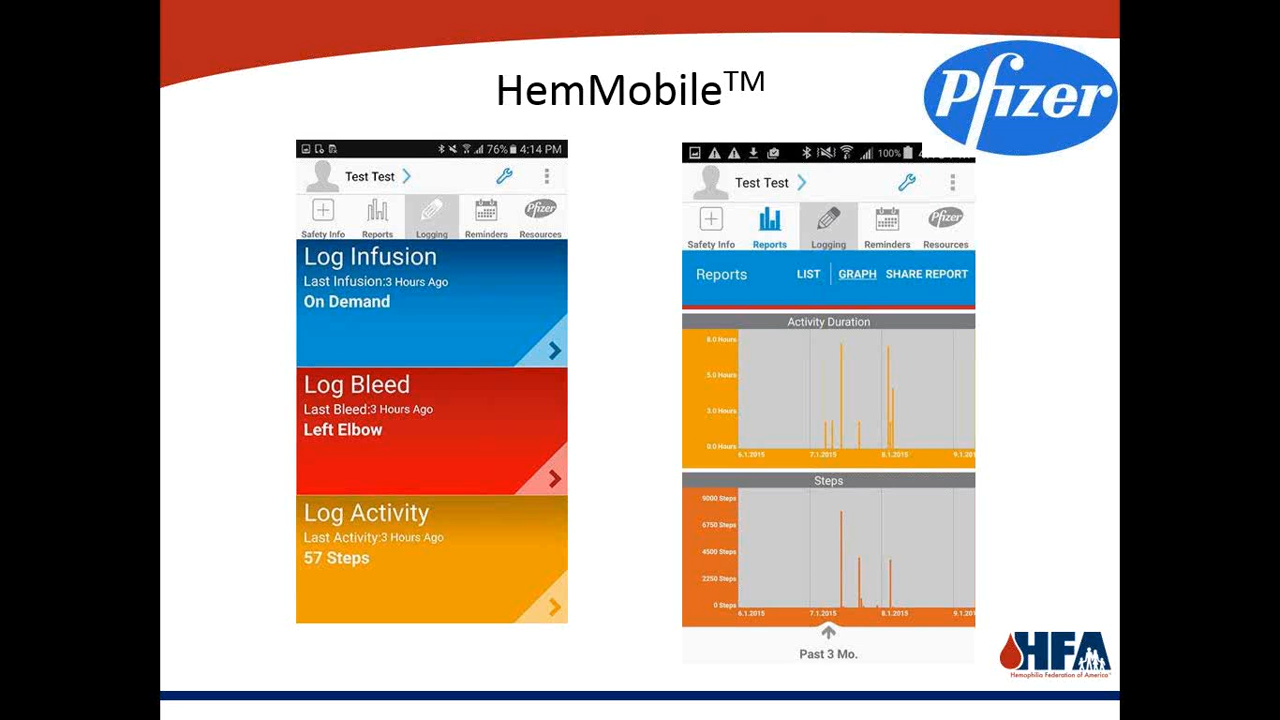 HemMobile™
Pfizer
76% 4:14 PM
Test Test
Safety Info Reports Logging Reminders Pfizer Resources
Log Infusion
Last Infusion:3 Hours Ago
On Demand
Log Bleed
Last Bleed:3 Hours Ago
Left Elbow
Log Activity
Last Activity:3 Hours Ago
57 Steps
100%
Test Test
Safety Info Reports Logging Reminders Pfizer Resources
Reports LIST GRAPH SHARE REPORT
Activity Duration
5.0 Hours
3.0 Hours
0.0 Hours
6.1.2015 7.1.2015 8.1.2015 9.1.20
Steps
9000 Steps
6750 Steps
4500 Steps
2250 Steps
0 Steps
6.1.2015 7.1.2015 8.1.2015 9.1.20
Past 3 Mo.
HFA
Hemophilia Federation of America